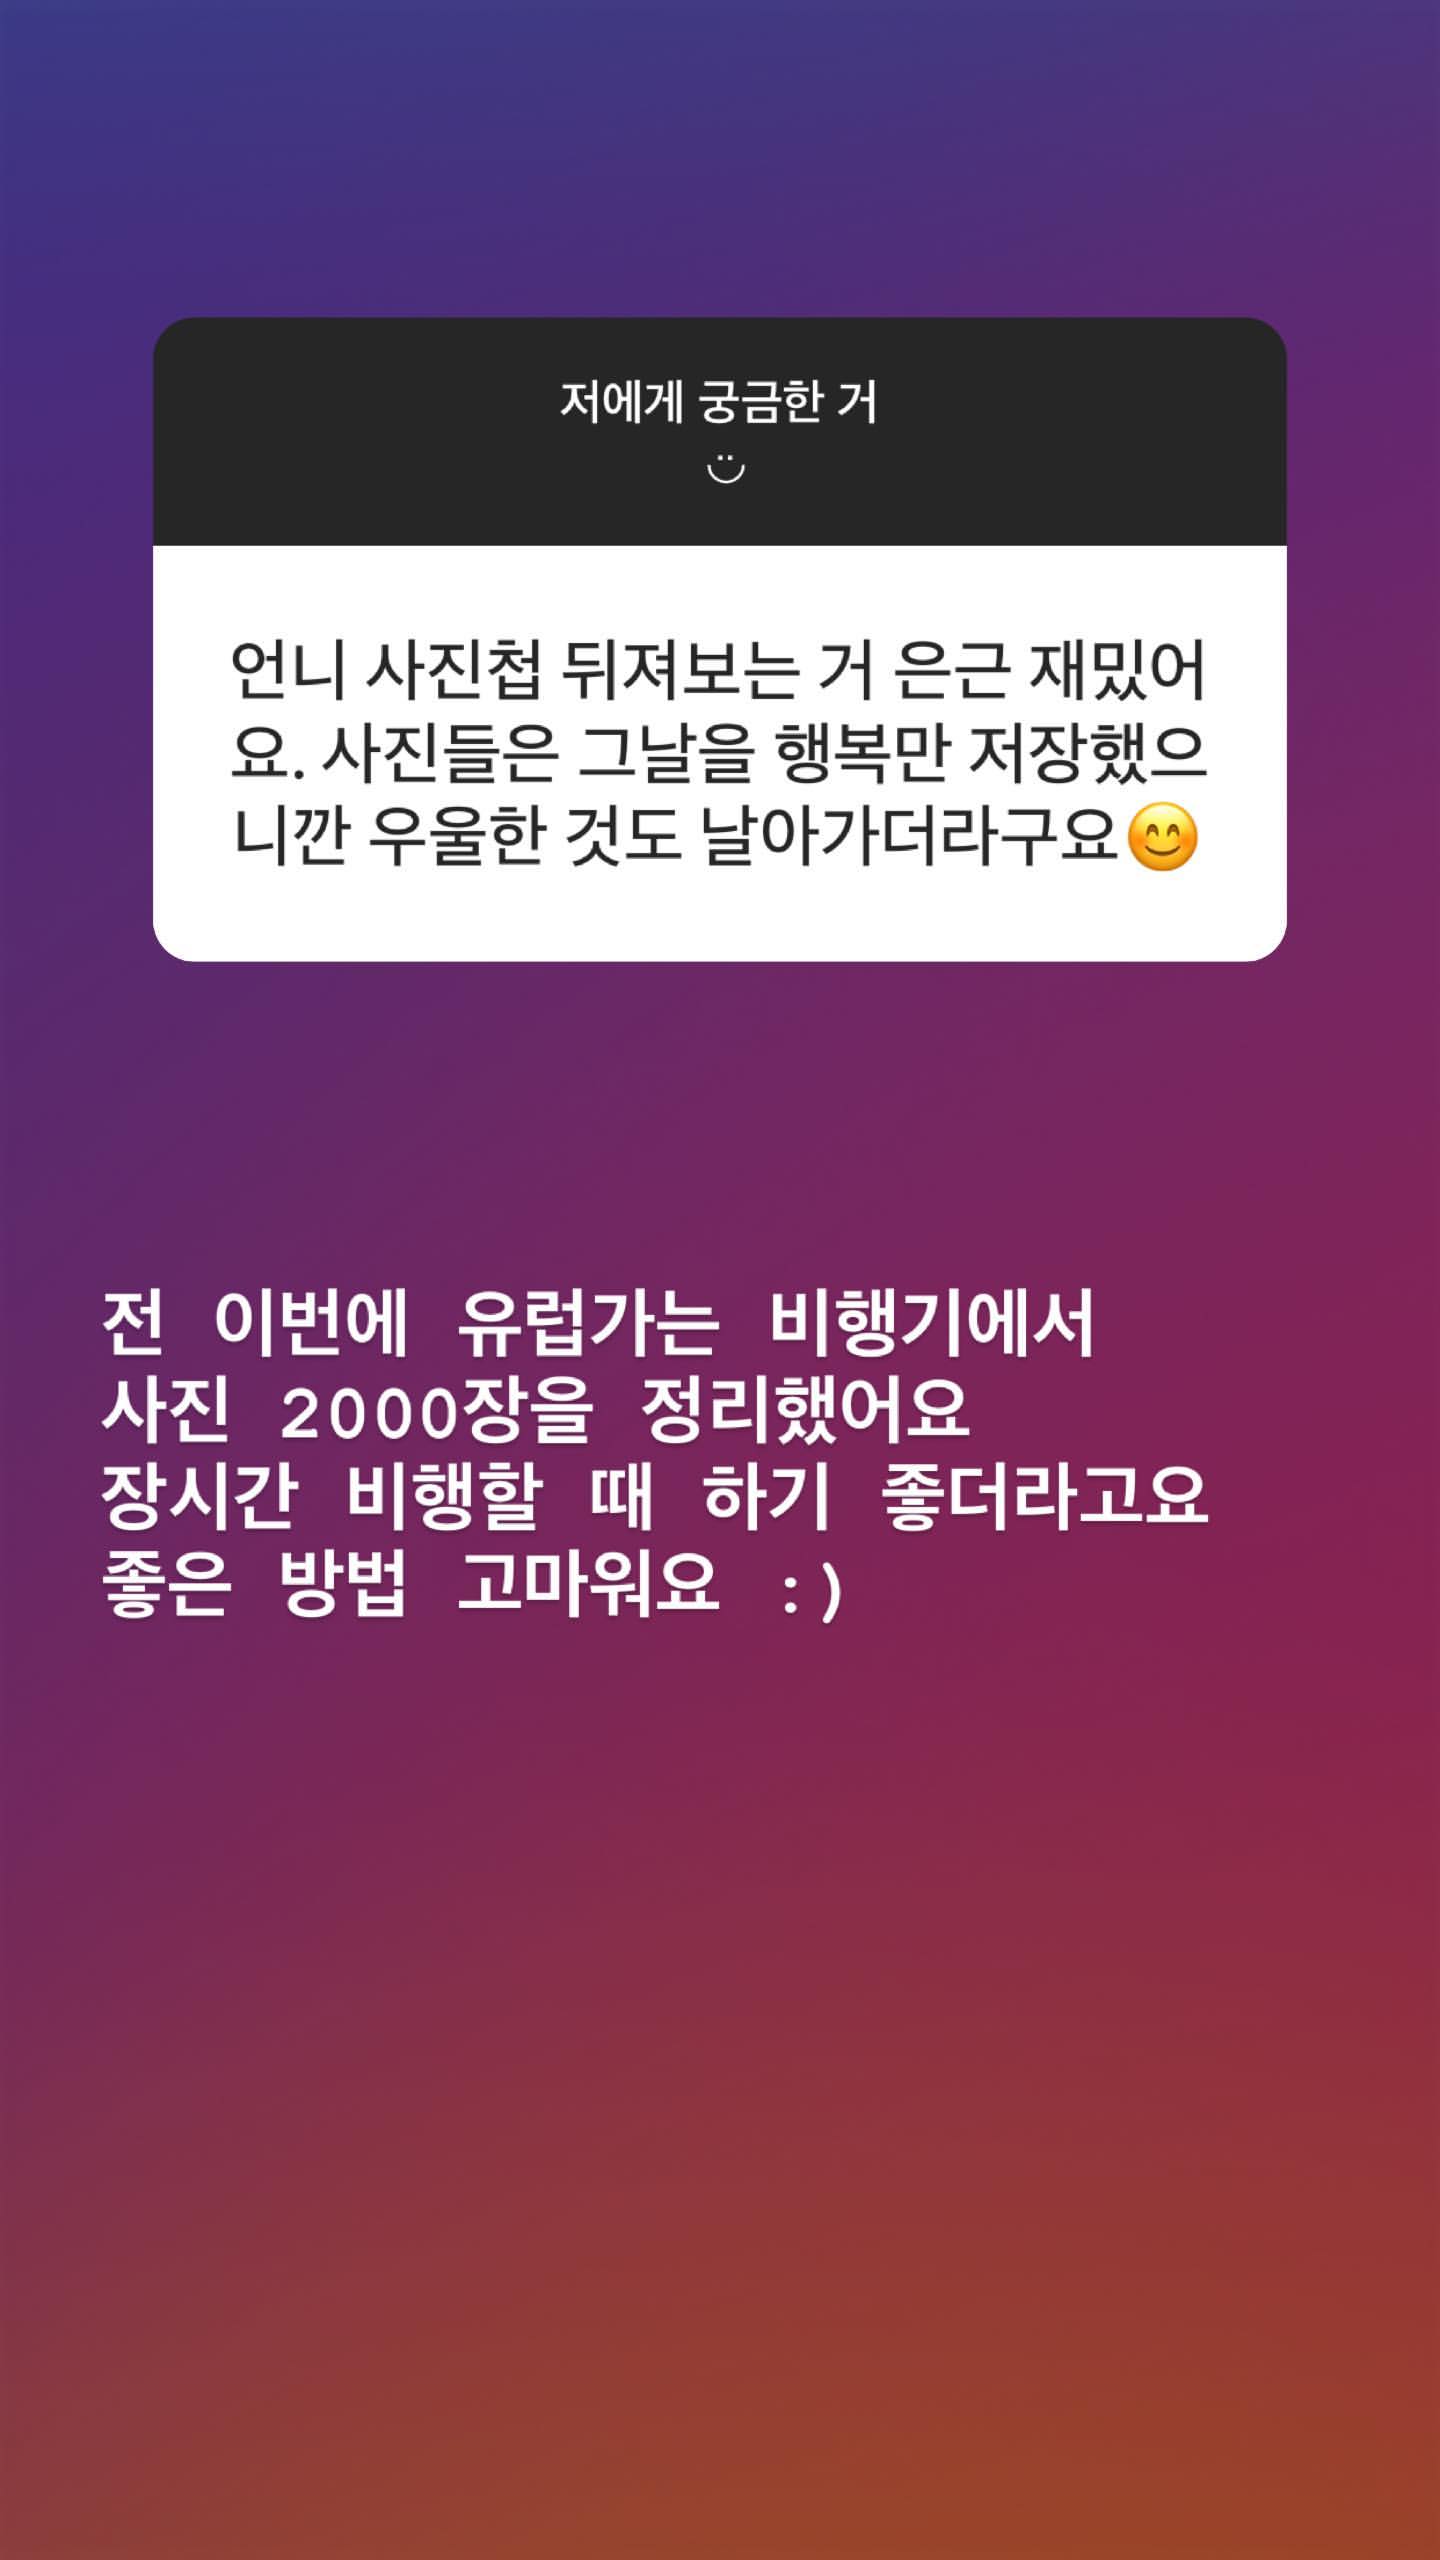 저에게 궁금한 거
언니 사진첩 뒤져보는 거 은근 재밌어
요. 사진들은 그날을 행복만 저장했으
니깐 우울한 것도 날아가더라구요😊
전 이번에 유럽가는 비행기에서
사진 2000장을 정리했어요
장시간 비행할 때 하기 좋더라고요
좋은 방법 고마워요 :)